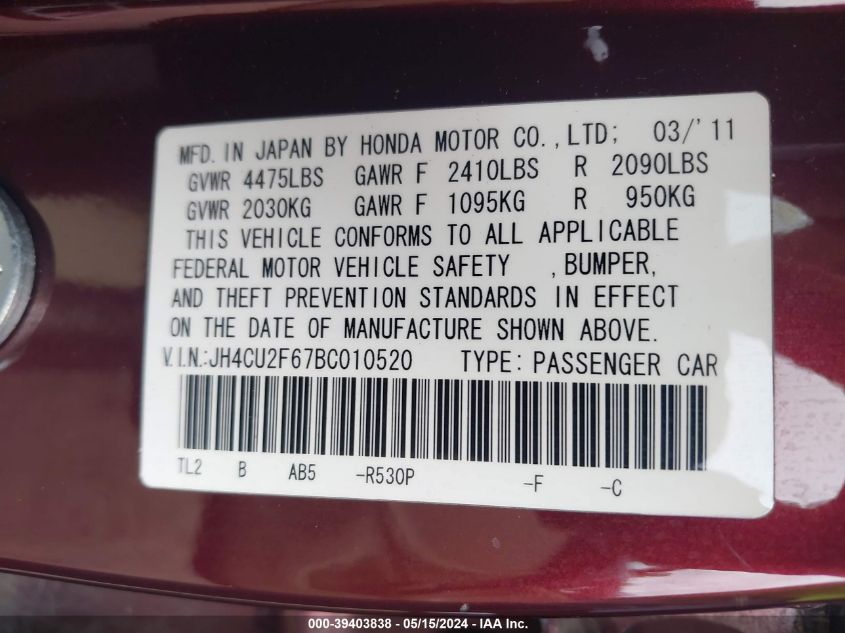 MFD. IN JAPAN BY HONDA MOTOR CO., LTD; 03/'11
GVWR 4475LBS GAWR F 2410LBS R 2090LBS
GVWR 2030KG GAWR F 1095KG R 950KG
THIS VEHICLE CONFORMS TO ALL APPLICABLE
FEDERAL MOTOR VEHICLE SAFETY , BUMPER,
AND THEFT PREVENTION STANDARDS IN EFFECT
ON THE DATE OF MANUFACTURE SHOWN ABOVE.
V.I.N.:JH4CU2F67BC010520 TYPE: PASSENGER CAR
TL2 B AB5 -R530P -F -C
000-39403838 - 05/15/2024 - IAA Inc.